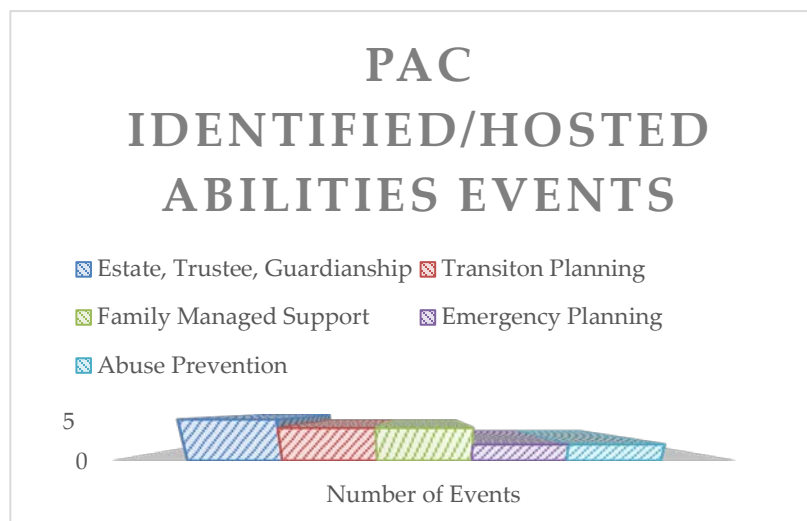 PAC
IDENTIFIED/HOSTED
ABILITIES EVENTS
Estate, Trustee, Guardianship Transiton Planning
Family Managed Support Emergency Planning
Abuse Prevention
5
0
Number of Events